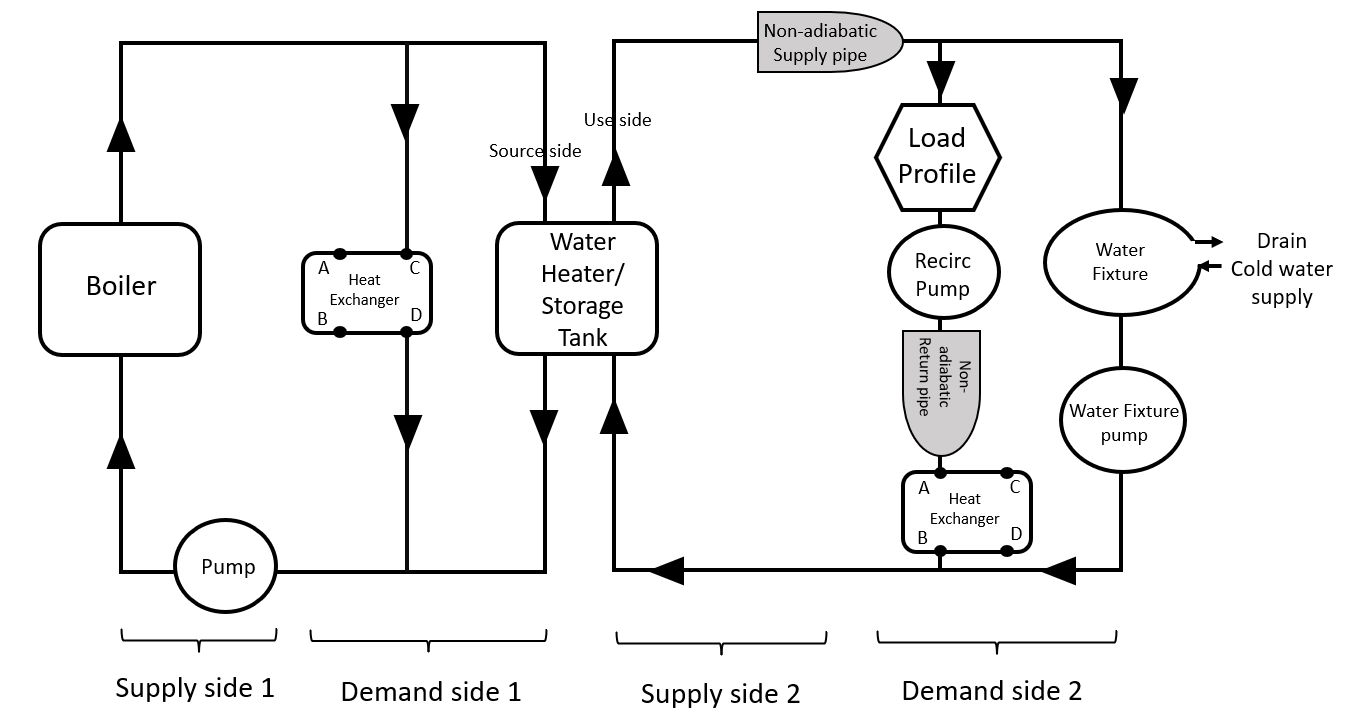 Non-adiabatic
Supply pipe
Use side
Source side
Load
Profile
Boiler
A
C
Heat
Exchanger
B
D
Water
Heater/
Storage
Tank
Recirc
Pump
Water
Fixture
Drain
Cold water
supply
Non-
adiabatic
Return pipe
Water Fixture
pump
A
C
Heat
Exchanger
B
D
Pump
Supply side 1
Demand side 1
Supply side 2
Demand side 2